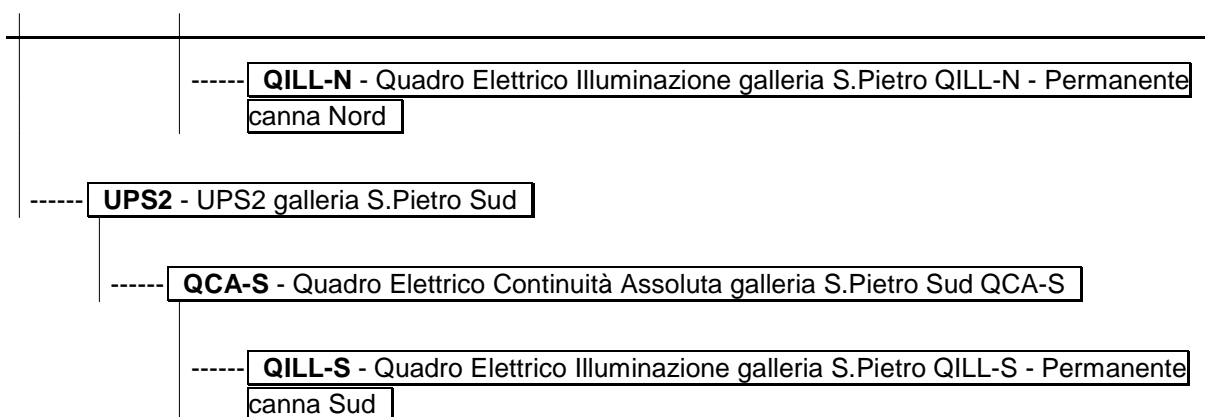 ------ QILL-N - Quadro Elettrico Illuminazione galleria S.Pietro QILL-N - Permanente
canna Nord
------ UPS2 - UPS2 galleria S.Pietro Sud
------ QCA-S - Quadro Elettrico Continuità Assoluta galleria S.Pietro Sud QCA-S
------ QILL-S - Quadro Elettrico Illuminazione galleria S.Pietro QILL-S - Permanente
canna Sud